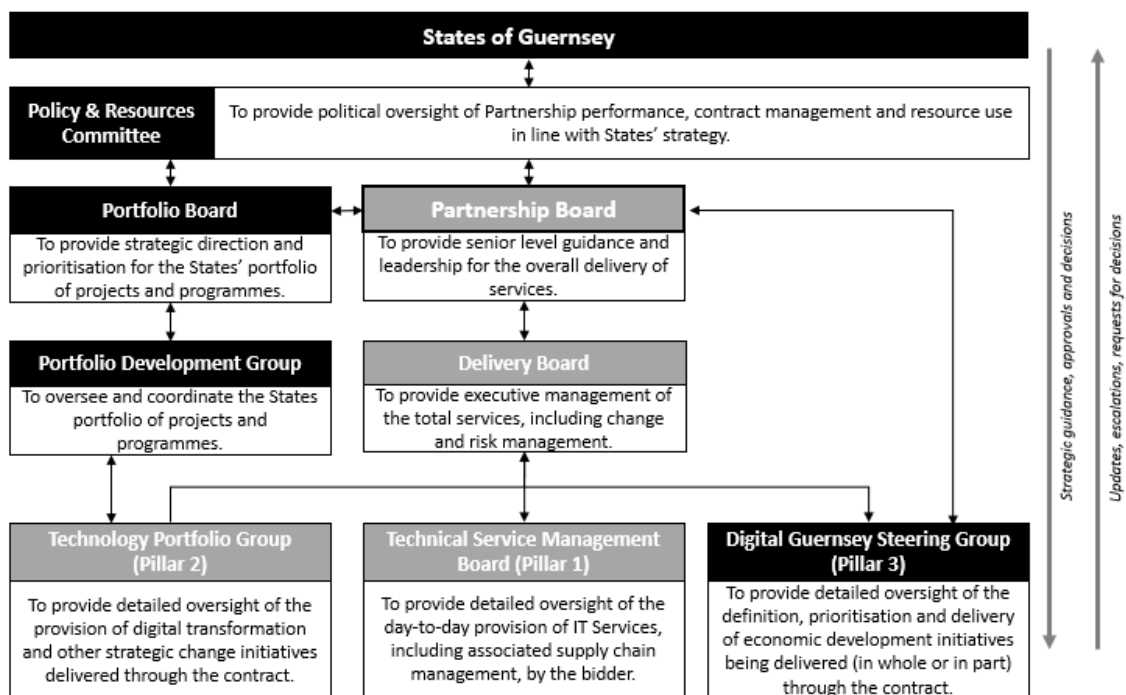 States of Guernsey
Policy & Resources
Committee
To provide political oversight of Partnership performance, contract management and resource use
in line with States’ strategy.
Portfolio Board
To provide strategic direction and
prioritisation for the States’ portfolio
of projects and programmes.
Partnership Board
To provide senior level guidance and
leadership for the overall delivery of
services.
Portfolio Development Group
To oversee and coordinate the States
portfolio of projects and
programmes.
Delivery Board
To provide executive management of
the total services, including change
and risk management.
Technology Portfolio Group
(Pillar 2)
To provide detailed oversight of the
provision of digital transformation
and other strategic change initiatives
delivered through the contract.
Technical Service Management
Board (Pillar 1)
To provide detailed oversight of the
day-to-day provision of IT Services,
including associated supply chain
management, by the bidder.
Digital Guernsey Steering Group
(Pillar 3)
To provide detailed oversight of the
definition, prioritisation and delivery
of economic development initiatives
being delivered (in whole or in part)
through the contract.
Strategic guidance, approvals and decisions
Updates, escalations, requests for decisions